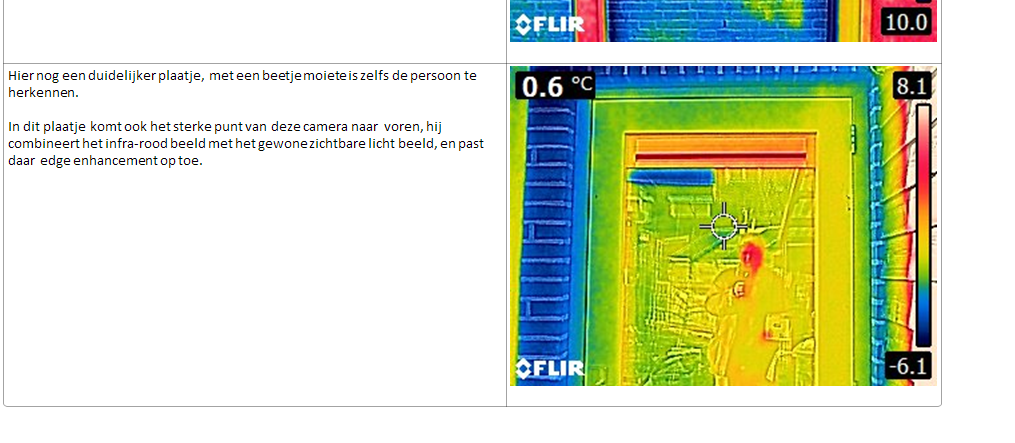 FLIR
10.0
Hier nog een duidelijker plaatje, met een beetje moiete is zelfs de persoon te
herkennen.
In dit plaatje komt ook het sterke punt van deze camera naar voren, hij
combineert het infra-rood beeld met het gewone zichtbare licht beeld, en past
daar edge enhancement op toe.
0.6 °C
8.1
FLIR
-6.1